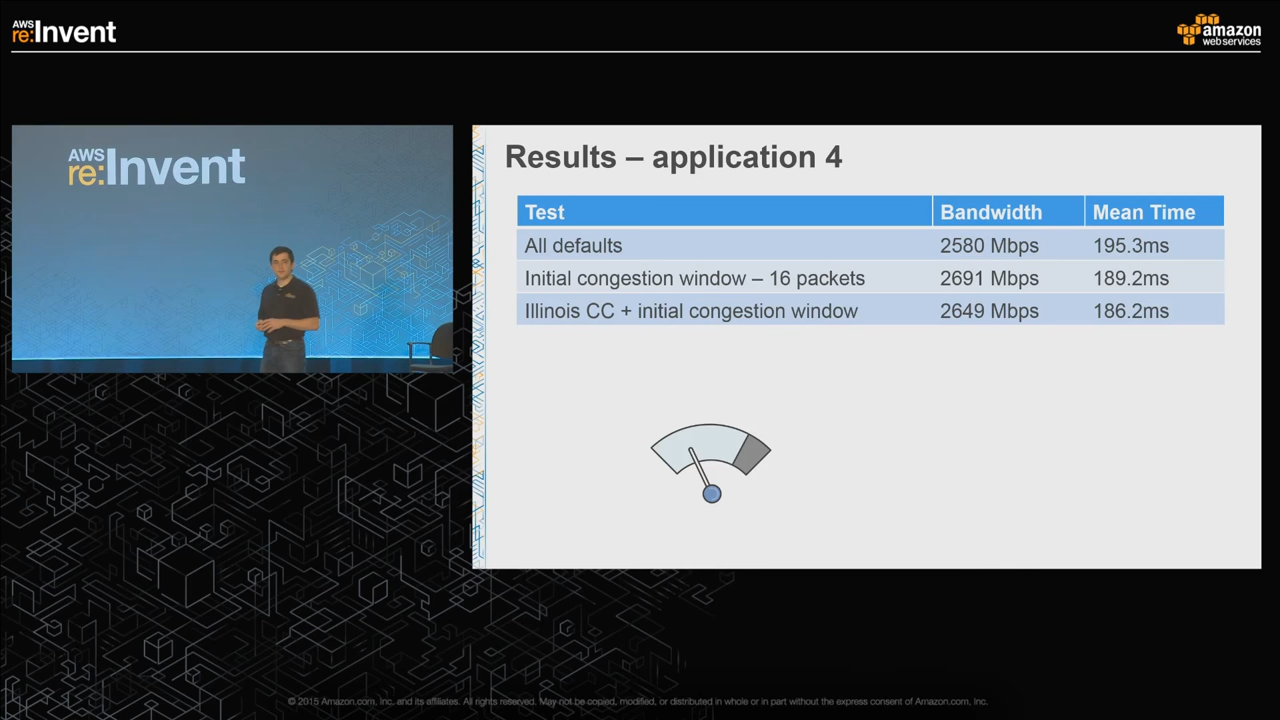 AWS
re:Invent
amazon
web services
AWS
re:Invent
Results – application 4
Test Bandwidth Mean Time
All defaults 2580 Mbps 195.3ms
Initial congestion window – 16 packets 2691 Mbps 189.2ms
Illinois CC + initial congestion window 2649 Mbps 186.2ms
© 2015 Amazon.com, Inc. and its affiliates. All rights reserved. May not be copied, modified, or distributed in whole or in part without the express consent of Amazon.com, Inc.